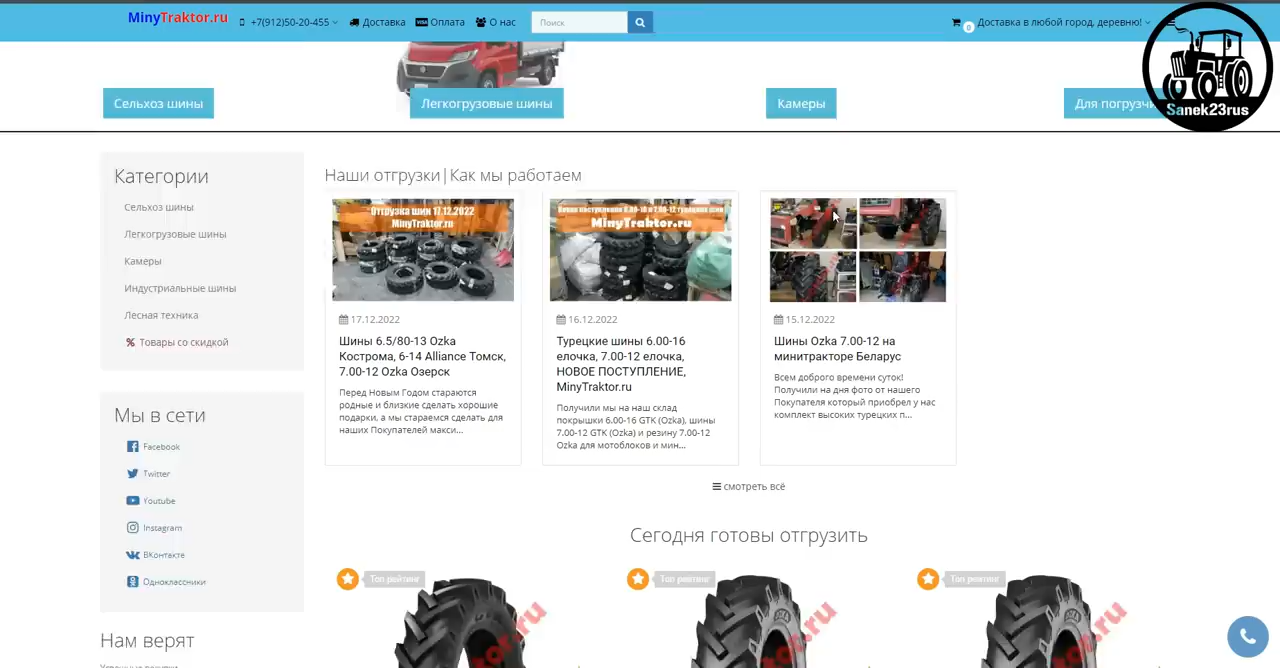 MinyTraktor.ru
+7(912)50-20-455
Доставка
Оплата
О нас
Поиск
0
Доставка в любой город, деревню!
Sanek23rus
Сельхоз шины
Легкогрузовые шины
Камеры
Для погрузч
Категории
Сельхоз шины
Легкогрузовые шины
Камеры
Индустриальные шины
Лесная техника
Товары со скидкой
Мы в сети
Facebook
Twitter
Youtube
Instagram
ВКонтакте
Одноклассники
Нам верят
Наши отгрузки|Как мы работаем
Отгрузка шин 17.12.2022
MinyTraktor.ru
17.12.2022
Шины 6.5/80-13 Ozka
Кострома, 6-14 Alliance Томск,
7.00-12 Ozka Озерск
Перед Новым Годом стараются
родные и близкие сделать хорошие
подарки, а мы стараемся сделать для
наших Покупателей макси...
MinyTraktor.ru
16.12.2022
Турецкие шины 6.00-16
елочка, 7.00-12 елочка,
НОВОЕ ПОСТУПЛЕНИЕ,
MinyTraktor.ru
Получили мы на наш склад
покрышки 6.00-16 GTK (Ozka), шины
7.00-12 GTK (Ozka) и резину 7.00-12
Ozka для мотоблоков и мин...
15.12.2022
Шины Ozka 7.00-12 на
минитракторе Беларус
Всем доброго времени суток!
Получили на дня фото от нашего
Покупателя который приобрел у нас
комплект высоких турецких п...
смотреть всё
Сегодня готовы отгрузить
Топ рейтинг
Топ рейтинг
Топ рейтинг